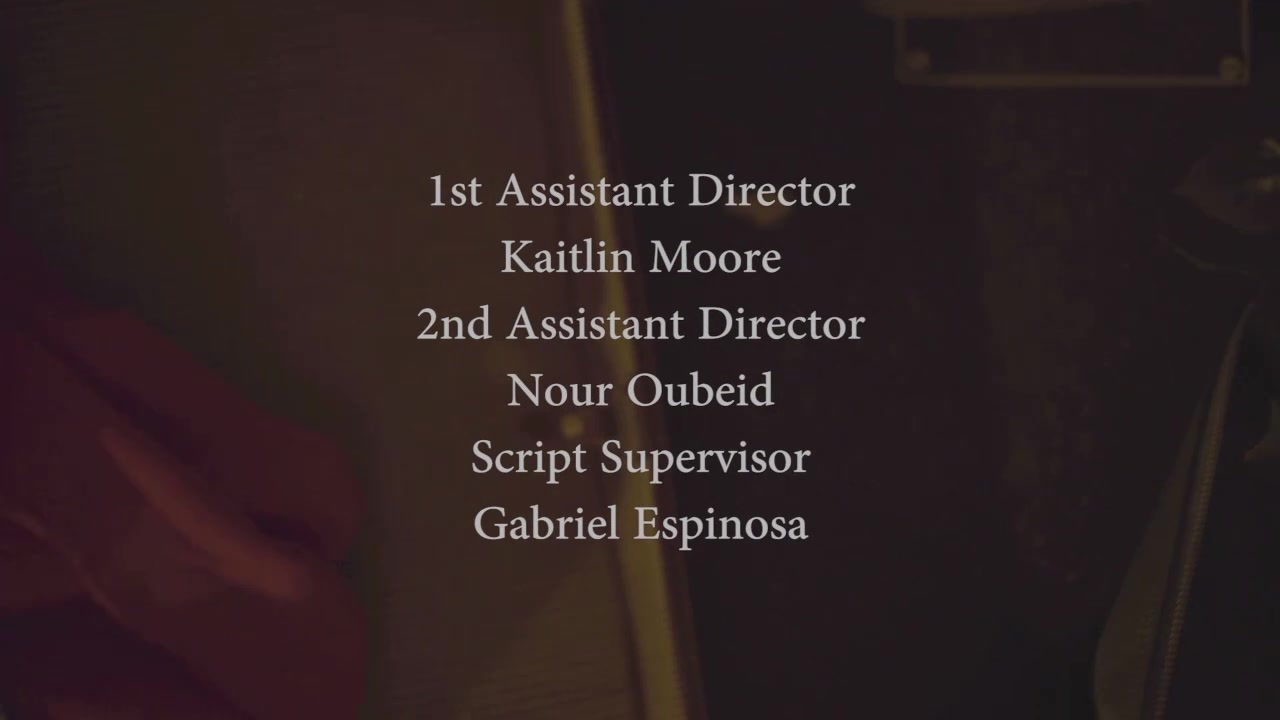 1st Assistant Director
Kaitlin Moore
2nd Assistant Director
Nour Oubeid
Script Supervisor
Gabriel Espinosa